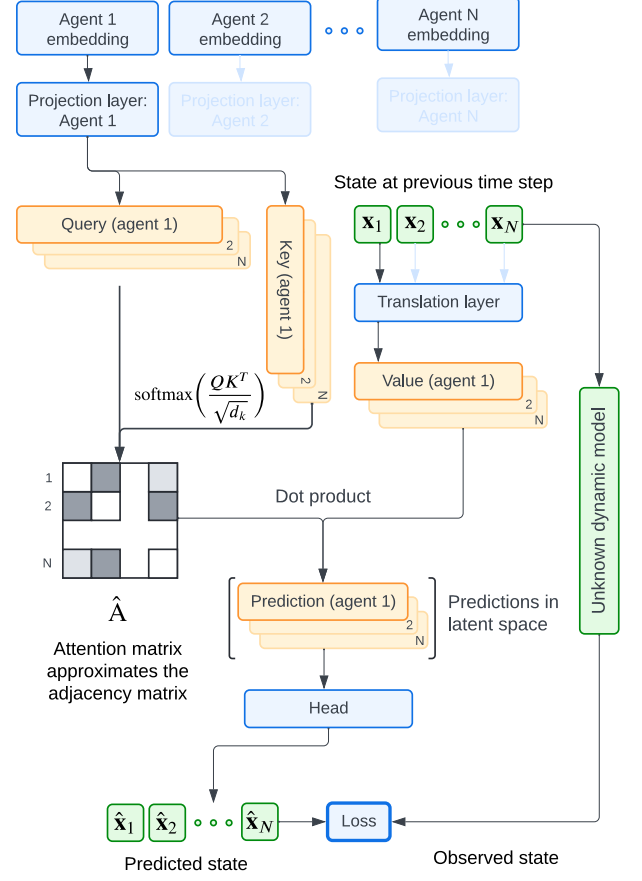 Agent 1
embedding
Agent 2
embedding
Agent N
embedding
Projection layer:
Agent 1
Projection layer:
Agent 2
Projection layer:
Agent N
State at previous time step
x₁
x₂
x_N
Query (agent 1)
2
N
Key (agent 1)
2
N
Translation layer
Value (agent 1)
2
N
softmax(QKᵀ/√dₖ)
Unknown dynamic model
1
2
N
Dot product
Â
Attention matrix
approximates the
adjacency matrix
Prediction (agent 1)
2
N
Predictions in
latent space
Head
x̂₁
x̂₂
x̂_N
Loss
Predicted state
Observed state